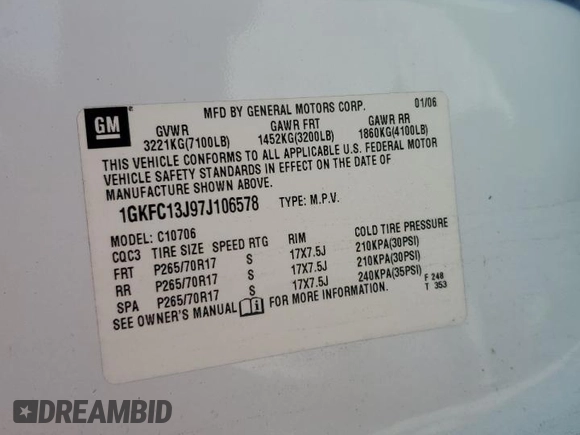 GM
MFD BY GENERAL MOTORS CORP. 01/06
GVWR GAWR FRT GAWR RR
3221KG(7100LB) 1452KG(3200LB) 1860KG(4100LB)
THIS VEHICLE CONFORMS TO ALL APPLICABLE U.S. FEDERAL MOTOR
VEHICLE SAFETY STANDARDS IN EFFECT ON THE DATE OF
MANUFACTURE SHOWN ABOVE.
1GKFC13J97J106578 TYPE: M.P.V.
MODEL: C10706
CQC3 TIRE SIZE SPEED RTG RIM COLD TIRE PRESSURE
FRT P265/70R17 S 17X7.5J 210KPA(30PSI)
RR P265/70R17 S 17X7.5J 210KPA(30PSI)
SPA P265/70R17 S 17X7.5J 240KPA(35PSI)
SEE OWNER'S MANUAL FOR MORE INFORMATION.
F 248
T 353
DREAMBID